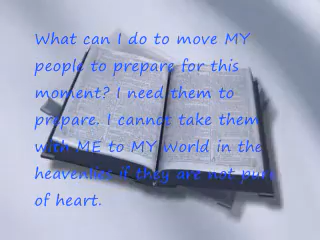 What can I do to move MY
people to prepare for this
moment? I need them to
prepare. I cannot take them
with ME to MY world in the
heavenlies if they are not pure
of heart.